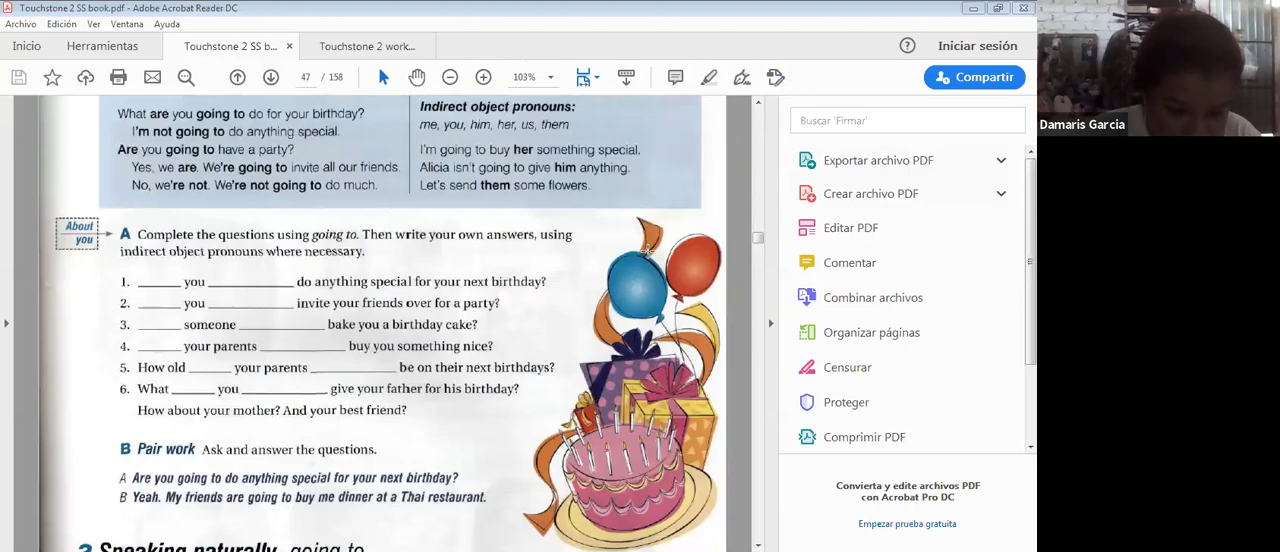 Touchstone 2 SS book.pdf - Adobe Acrobat Reader DC
Archivo Edición Ver Ventana Ayuda
Inicio Herramientas Touchstone 2 SS b... × Touchstone 2 work... Iniciar sesión
47 / 158 103% Compartir
What are you going to do for your birthday?
I'm not going to do anything special.
Are you going to have a party?
Yes, we are. We're going to invite all our friends.
No, we're not. We're not going to do much.
Indirect object pronouns:
me, you, him, her, us, them
I'm going to buy her something special.
Alicia isn't going to give him anything.
Let's send them some flowers.
About
you
A Complete the questions using going to. Then write your own answers, using
indirect object pronouns where necessary.
1. ______ you ____________ do anything special for your next birthday?
2. ______ you ____________ invite your friends over for a party?
3. ______ someone ____________ bake you a birthday cake?
4. ______ your parents ____________ buy you something nice?
5. How old ______ your parents ____________ be on their next birthdays?
6. What ______ you ____________ give your father for his birthday?
How about your mother? And your best friend?
B Pair work Ask and answer the questions.
A Are you going to do anything special for your next birthday?
B Yeah. My friends are going to buy me dinner at a Thai restaurant.
3 Speaking naturally going to
Buscar 'Firmar'
Exportar archivo PDF
Crear archivo PDF
Editar PDF
Comentar
Combinar archivos
Organizar páginas
Censurar
Proteger
Comprimir PDF
Convierta y edite archivos PDF
con Acrobat Pro DC
Empezar prueba gratuita
Damaris Garcia